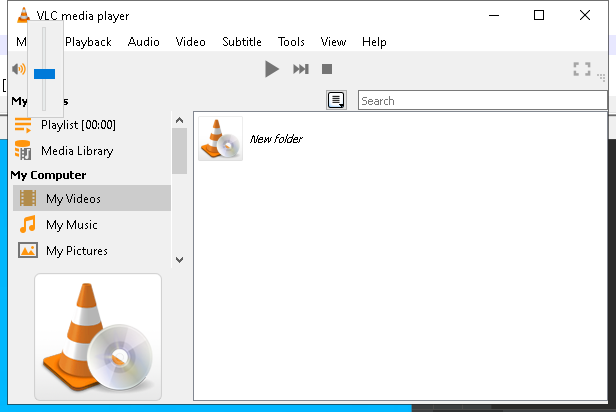 VLC media player
M Playback Audio Video Subtitle Tools View Help
Search
My s
Playlist [00:00]
Media Library
My Computer
My Videos
My Music
My Pictures
New folder